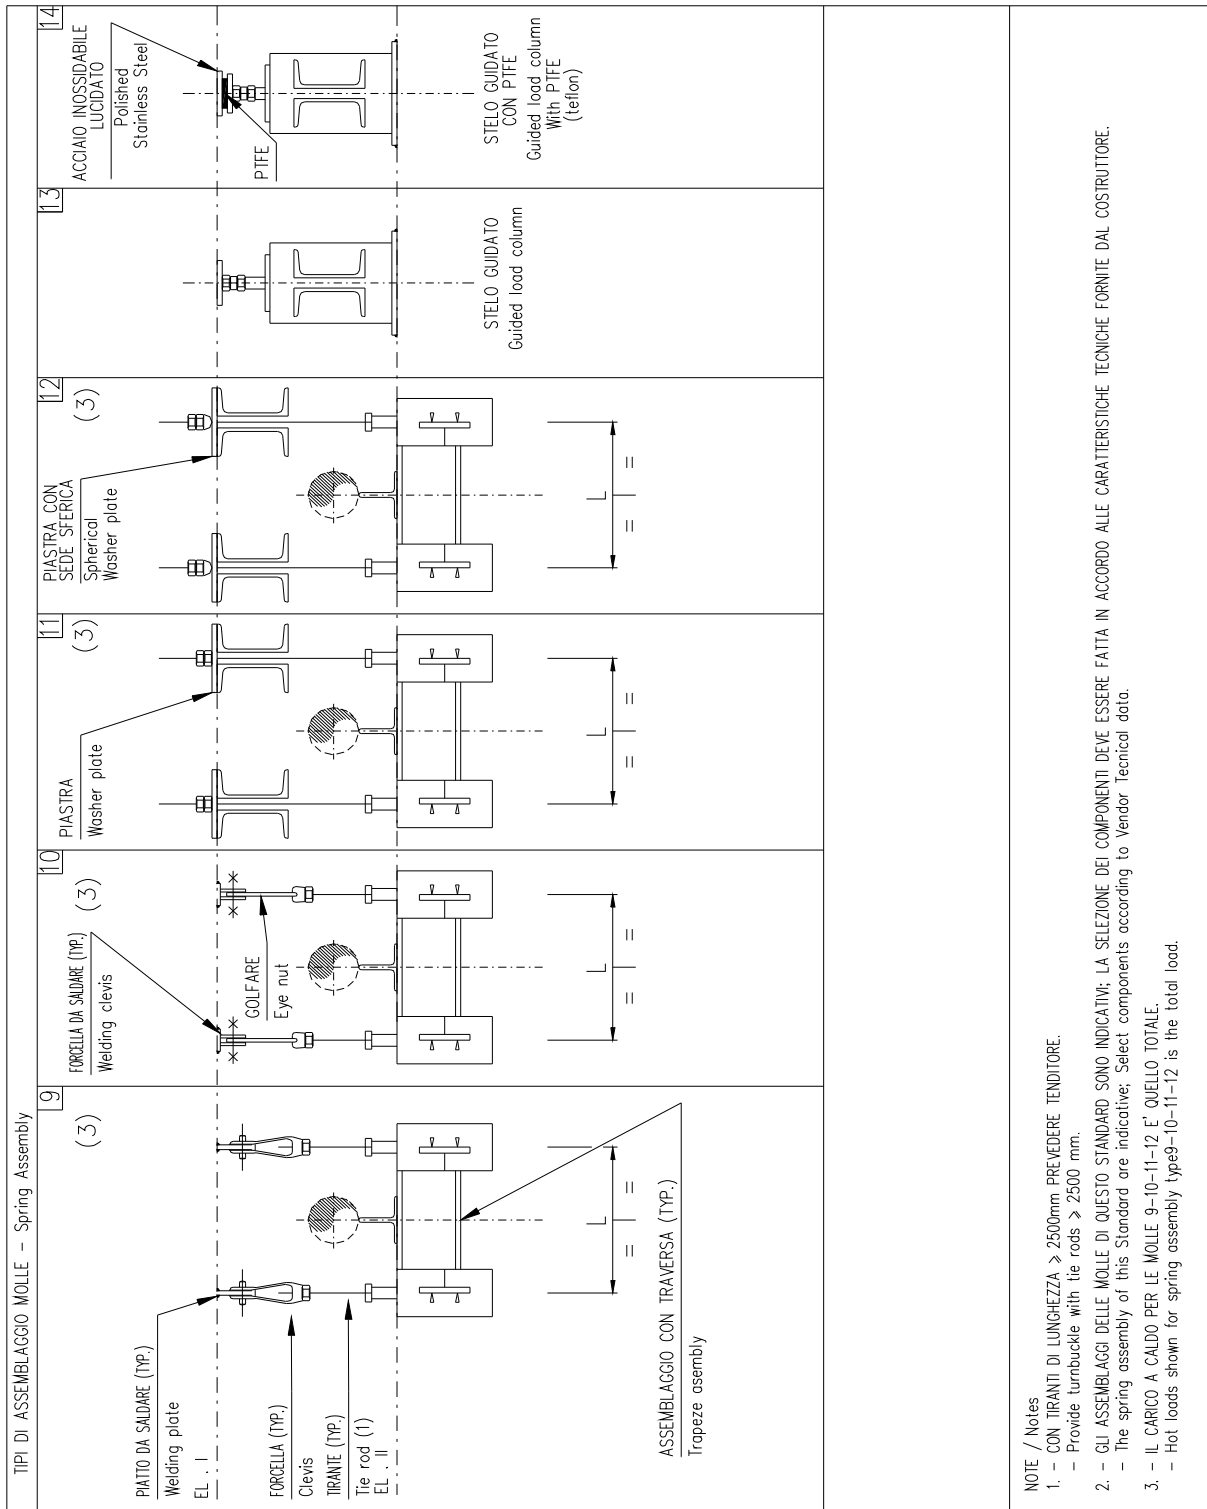 TIPI DI ASSEMBLAGGIO MOLLE - Spring Assembly
9
(3)
PIATTO DA SALDARE (TYP.)
Welding plate
EL . I
FORCELLA (TYP.)
Clevis
TIRANTE (TYP.)
Tie rod (1)
EL . II
= L =
ASSEMBLAGGIO CON TRAVERSA (TYP.)
Trapeze asembly
10
(3)
FORCELLA DA SALDARE (TYP.)
Welding clevis
GOLFARE
Eye nut
= L =
11
(3)
PIASTRA
Washer plate
= L =
12
(3)
PIASTRA CON
SEDE SFERICA
Spherical
Washer plate
= L =
13
STELO GUIDATO
Guided load column
14
ACCIAIO INOSSIDABILE
LUCIDATO
Polished
Stainless Steel
PTFE
STELO GUIDATO
CON PTFE
Guided load column
With PTFE
(teflon)
NOTE / Notes
1. - CON TIRANTI DI LUNGHEZZA ⩾ 2500mm PREVEDERE TENDITORE.
- Provide turnbuckle with tie rods ⩾ 2500 mm.
2. - GLI ASSEMBLAGGI DELLE MOLLE DI QUESTO STANDARD SONO INDICATIVI; LA SELEZIONE DEI COMPONENTI DEVE ESSERE FATTA IN ACCORDO ALLE CARATTERISTICHE TECNICHE FORNITE DAL COSTRUTTORE.
- The spring assembly of this Standard are indicative; Select components according to Vendor Tecnical data.
3. - IL CARICO A CALDO PER LE MOLLE 9-10-11-12 E' QUELLO TOTALE.
- Hot loads shown for spring assembly type9-10-11-12 is the total load.